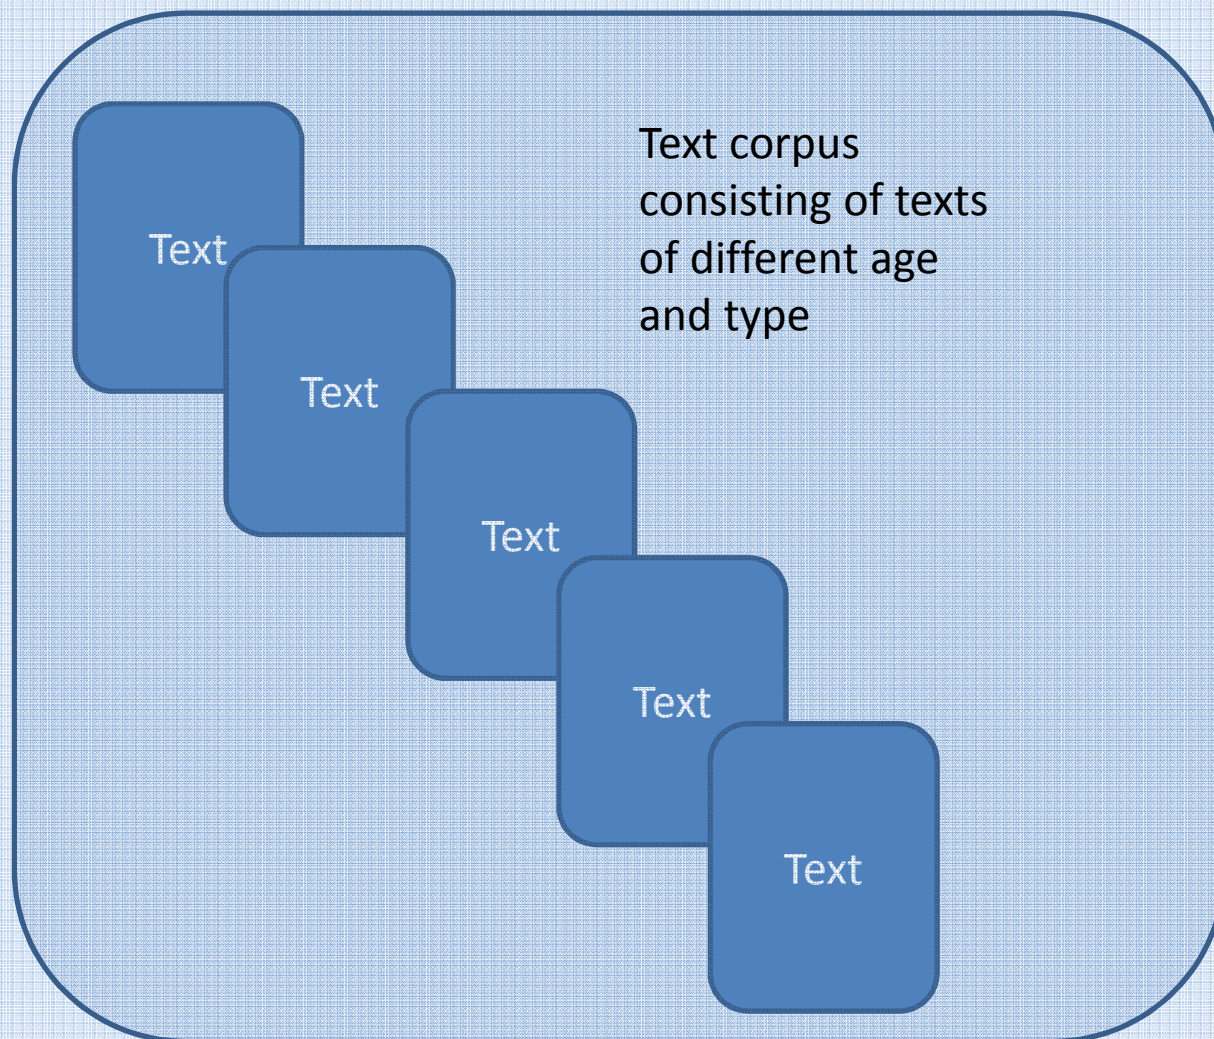 Text corpus
consisting of texts
of different age
and type
Text
Text
Text
Text
Text